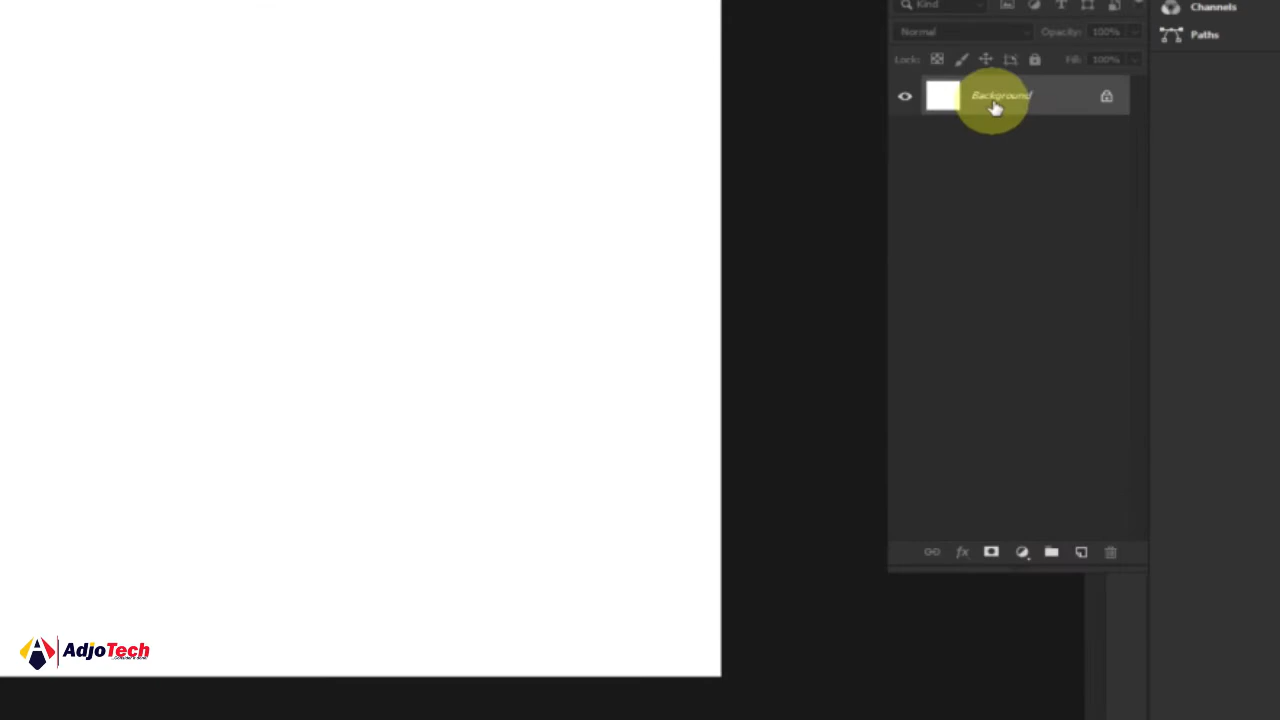 Kind
Channels
Normal
Opacity: 100%
Paths
Lock:
Fill: 100%
Background
fx
AdjoTech